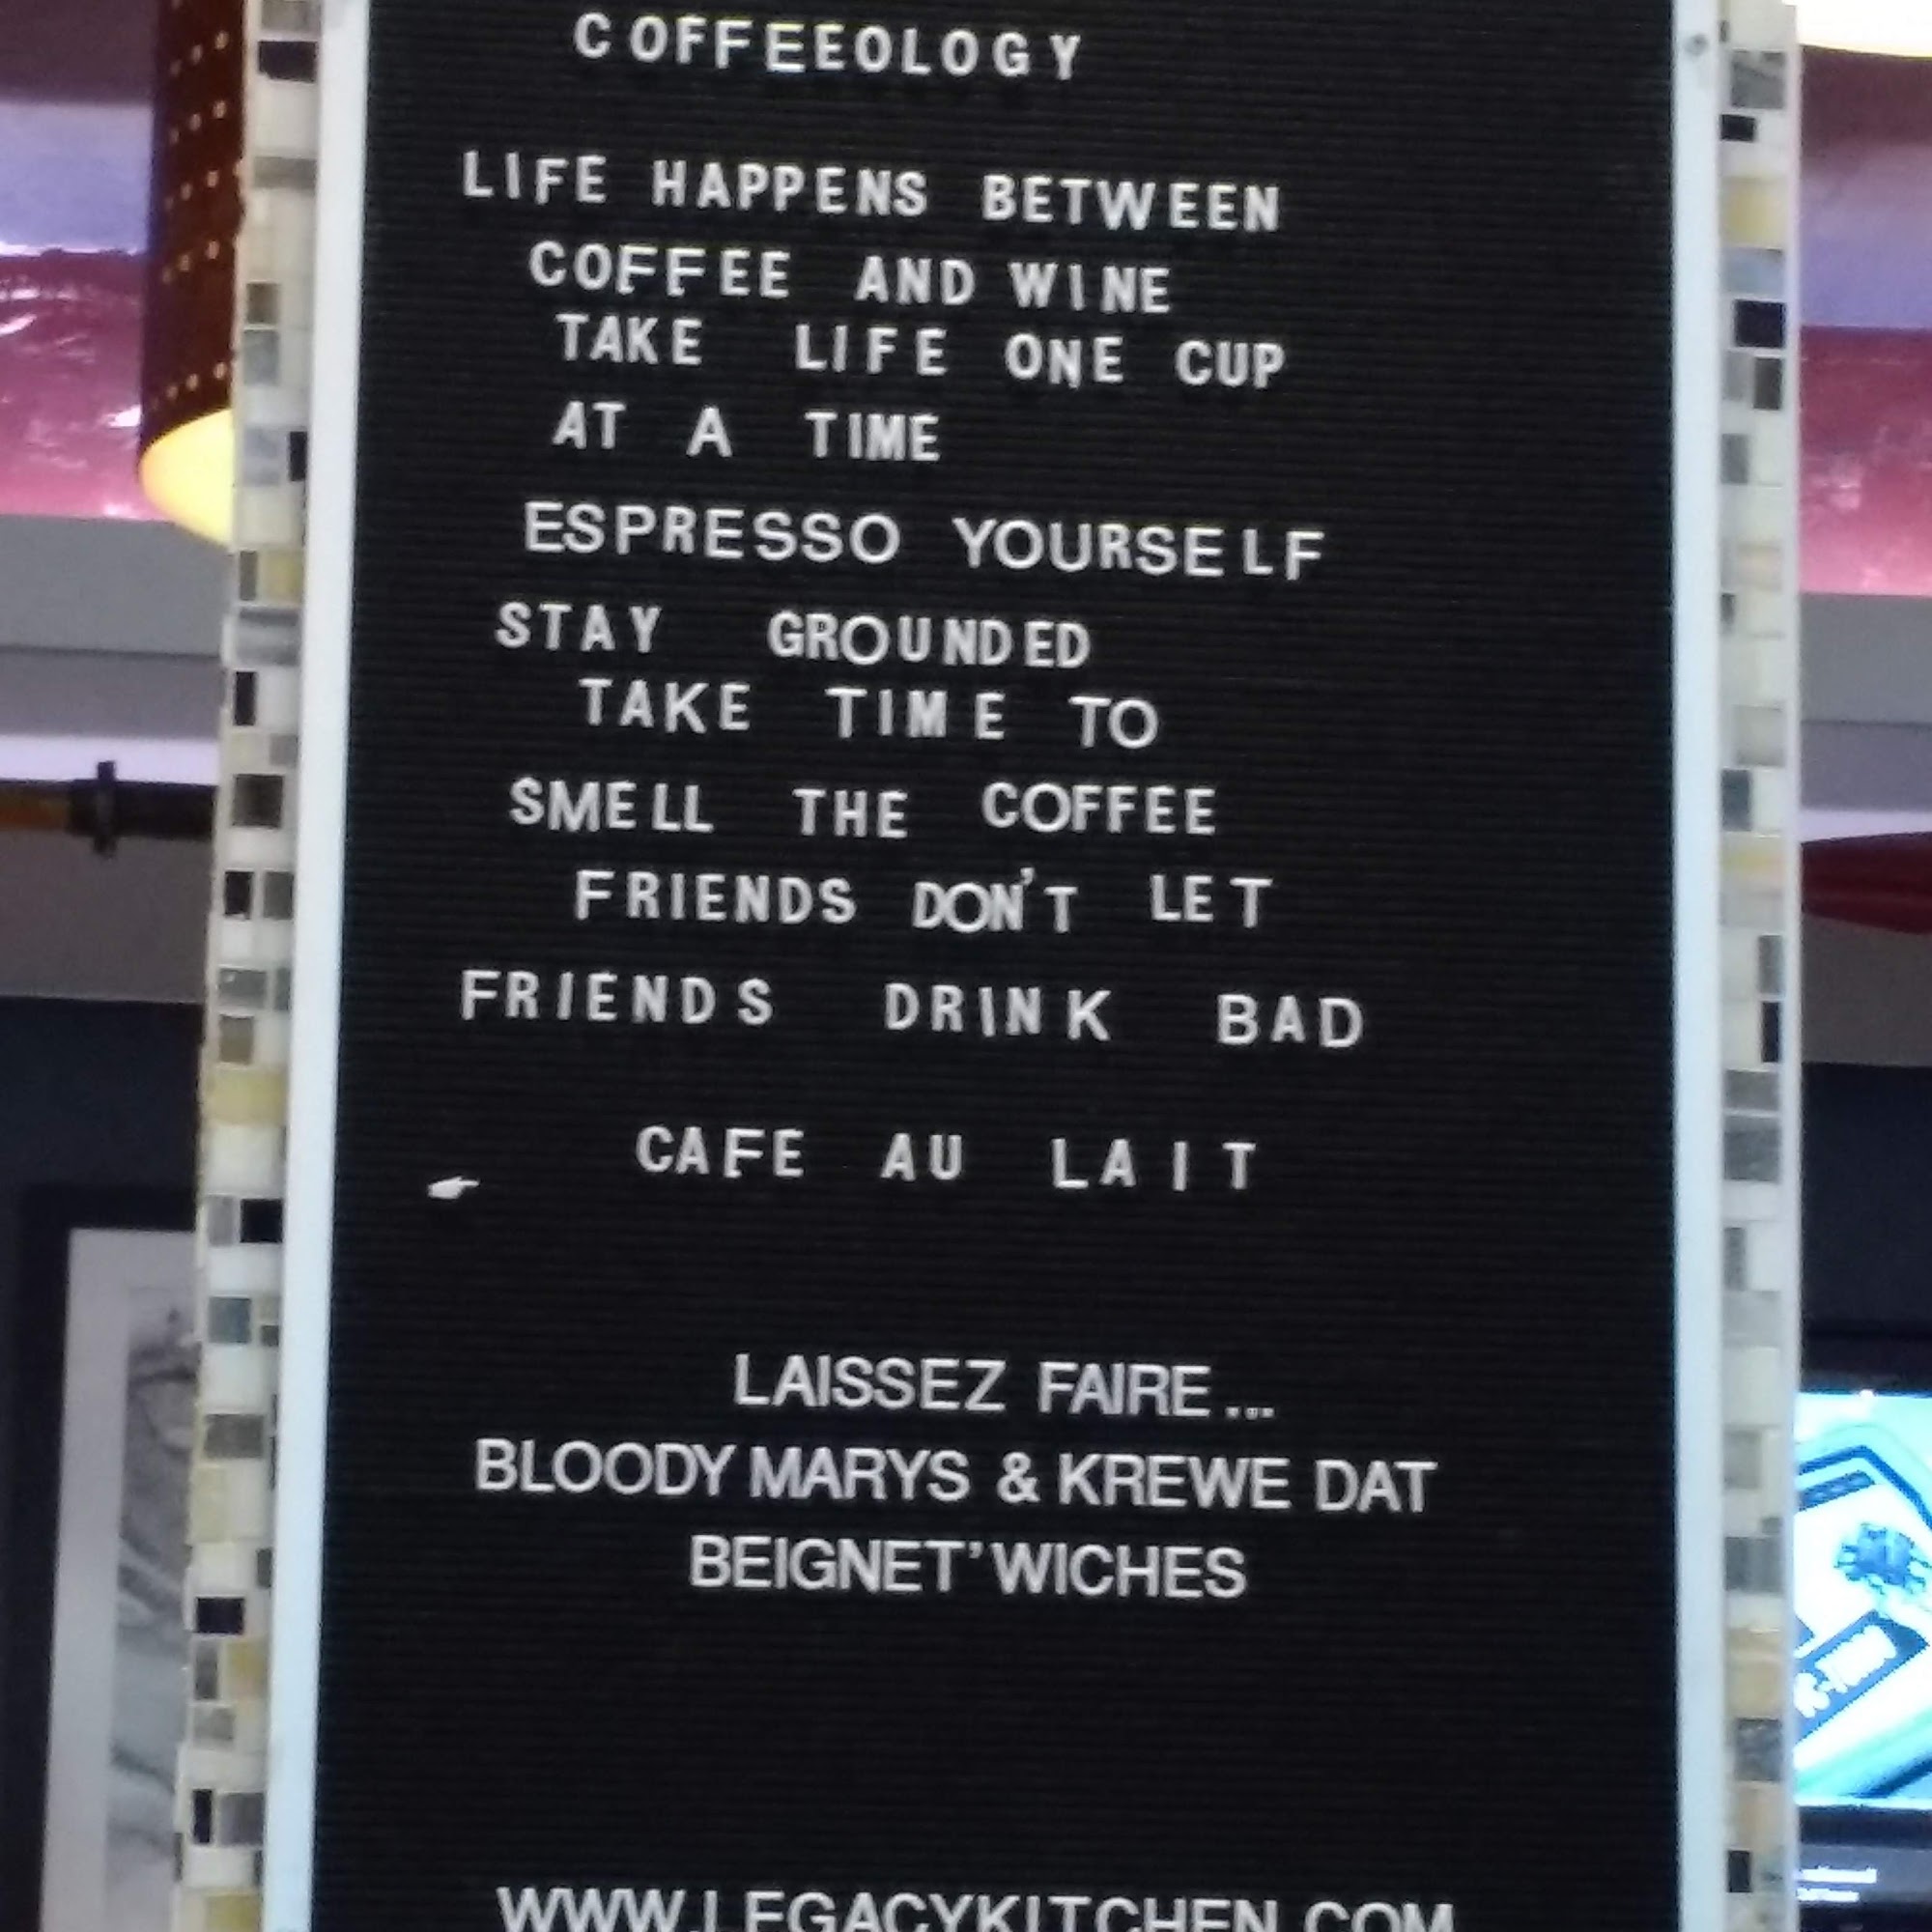 COFFEEOLOGY
LIFE HAPPENS BETWEEN
COFFEE AND WINE
TAKE LIFE ONE CUP
AT A TIME
ESPRESSO YOURSELF
STAY GROUNDED
TAKE TIME TO
SMELL THE COFFEE
FRIENDS DON'T LET
FRIENDS DRINK BAD
CAFE AU LAIT
LAISSEZ FAIRE...
BLOODY MARYS & KREWE DAT
BEIGNET'WICHES
WWW.LEGACYKITCHEN.COM